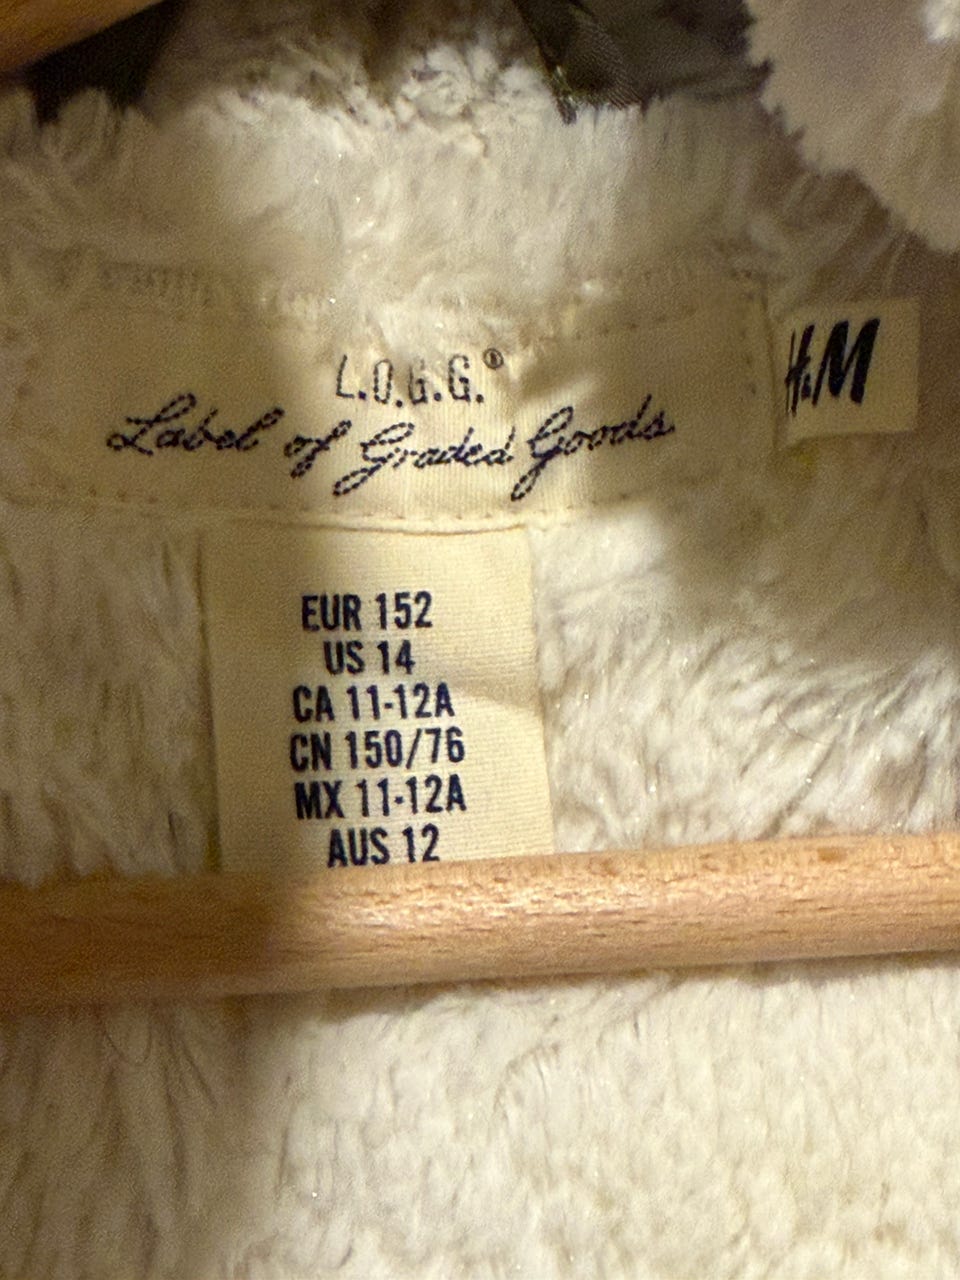 L.O.G.G.®
Label of Graded Goods
H&M
EUR 152
US 14
CA 11-12A
CN 150/76
MX 11-12A
AUS 12